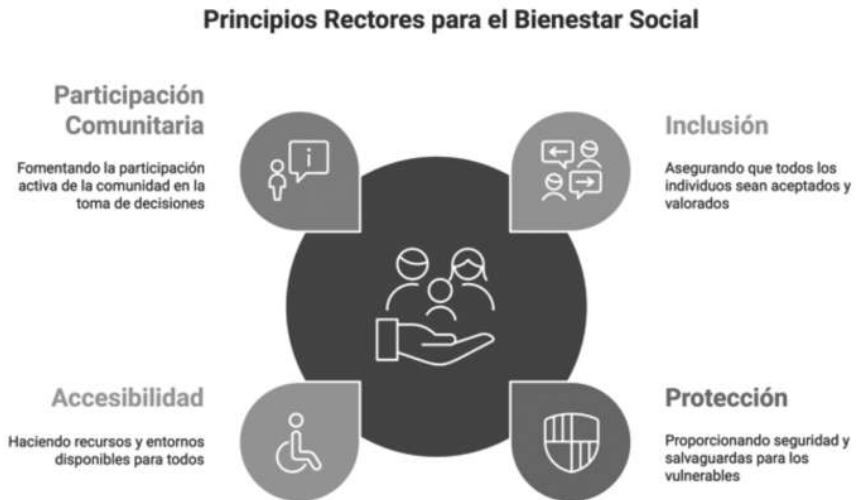 Principios Rectores para el Bienestar Social
Participación
Comunitaria
Fomentando la participación
activa de la comunidad en la
toma de decisiones
Inclusión
Asegurando que todos los
individuos sean aceptados y
valorados
Accesibilidad
Haciendo recursos y entornos
disponibles para todos
Protección
Proporcionando seguridad y
salvaguardas para los
vulnerables